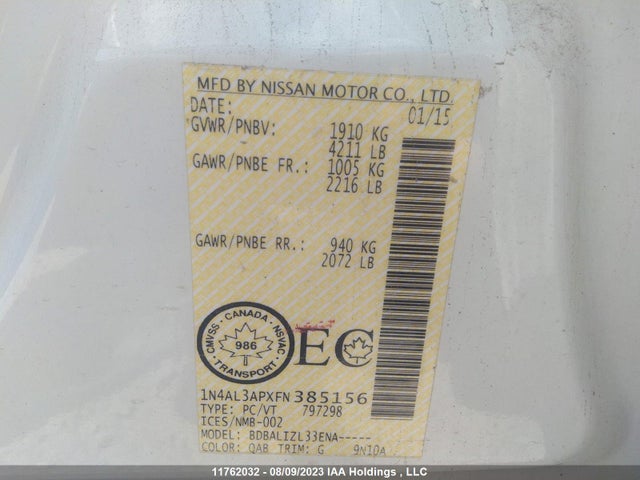 MFD BY NISSAN MOTOR CO., LTD.
DATE: 01/15
GVWR/PNBV: 1910 KG
4211 LB
GAWR/PNBE FR.: 1005 KG
2216 LB
GAWR/PNBE RR.: 940 KG
2072 LB
CMVSS · CANADA · NSVAC
986
TRANSPORT
EC
1N4AL3APXFN385156
TYPE: PC/VT 797298
ICES/NMB-002
MODEL: BDBALIZL33ENA-----
COLOR: QAB TRIM: G 9N10A
11762032 - 08/09/2023 IAA Holdings , LLC